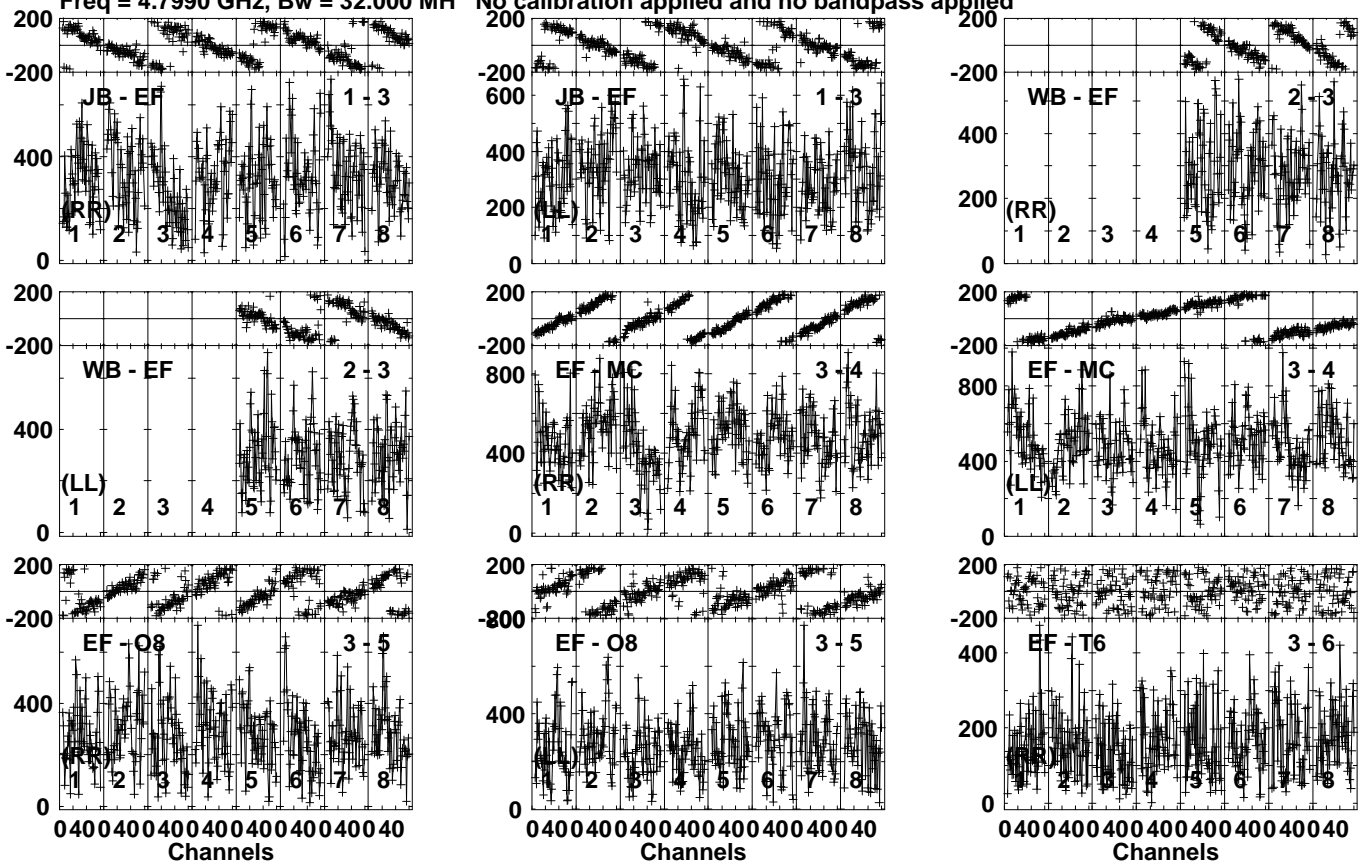 Freq = 4.7990 GHz, Bw = 32.000 MH No calibration applied and no bandpass applied
200
-200
JB - EF 1 - 3
400
(RR)
1 2 3 4 5 6 7 8
0
200
-200
JB - EF 1 - 3
600
400
200
(LL)
1 2 3 4 5 6 7 8
0
200
-200
WB - EF 2 - 3
400
200
(RR)
1 2 3 4 5 6 7 8
0
200
-200
WB - EF 2 - 3
400
(LL)
1 2 3 4 5 6 7 8
0
200
-200
EF - MC 3 - 4
800
400
(RR)
1 2 3 4 5 6 7 8
0
200
-200
EF - MC 3 - 4
800
400
(LL)
1 2 3 4 5 6 7 8
0
200
-200
EF - O8 3 - 5
400
(RR)
1 2 3 4 5 6 7 8
0
0 40 0 40 0 40 0 40 0 40 0 40 0 40 0 40
Channels
200
-200
800
EF - O8 3 - 5
400
(LL)
1 2 3 4 5 6 7 8
0
0 40 0 40 0 40 0 40 0 40 0 40 0 40 0 40
Channels
200
-200
EF - T6 3 - 6
400
200
(RR)
1 2 3 4 5 6 7 8
0
0 40 0 40 0 40 0 40 0 40 0 40 0 40 0 40
Channels